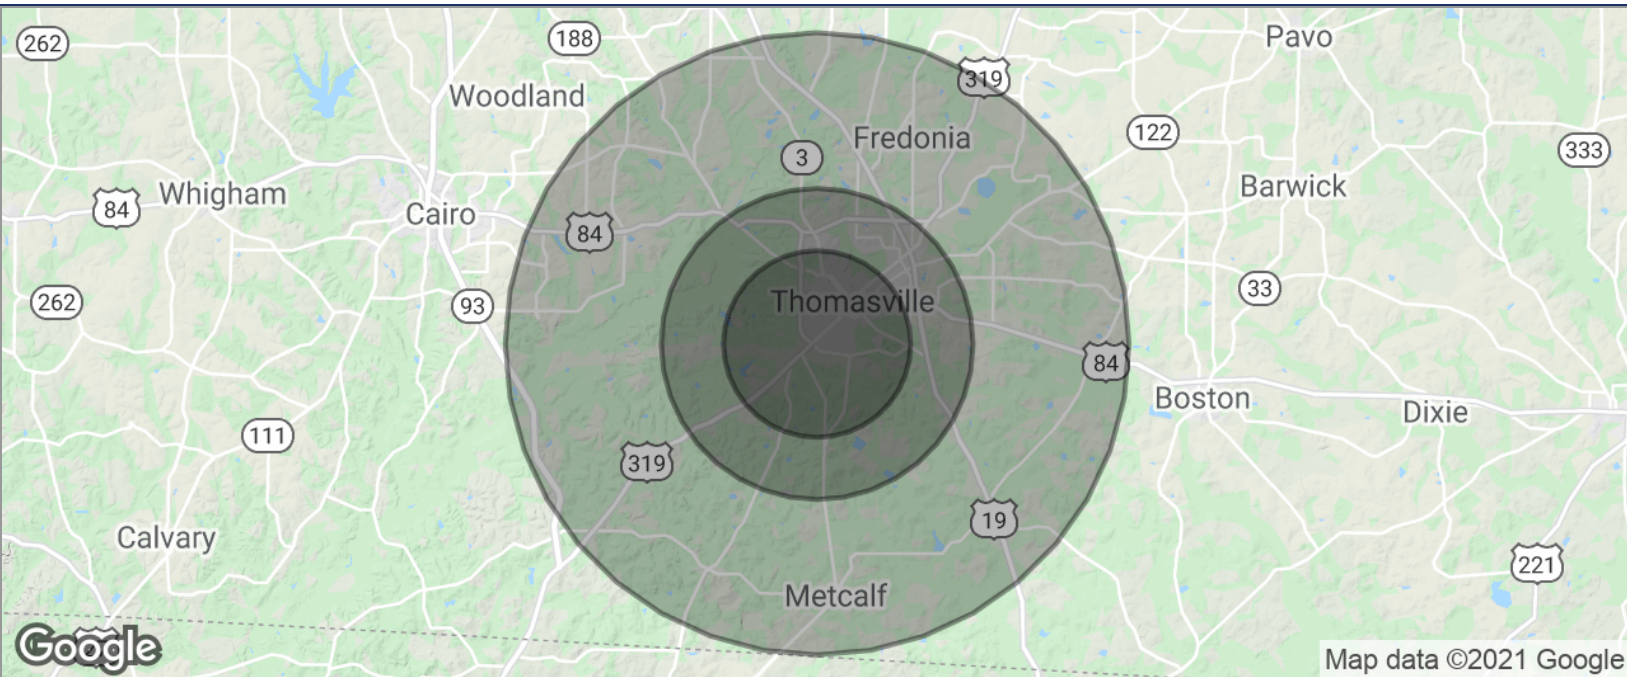 262
188
Pavo
319
Woodland
122
Fredonia
333
3
Barwick
Whigham
84
Cairo
84
33
262
93
Thomasville
84
Boston
Dixie
111
319
19
Calvary
221
Metcalf
Google
Map data ©2021 Google